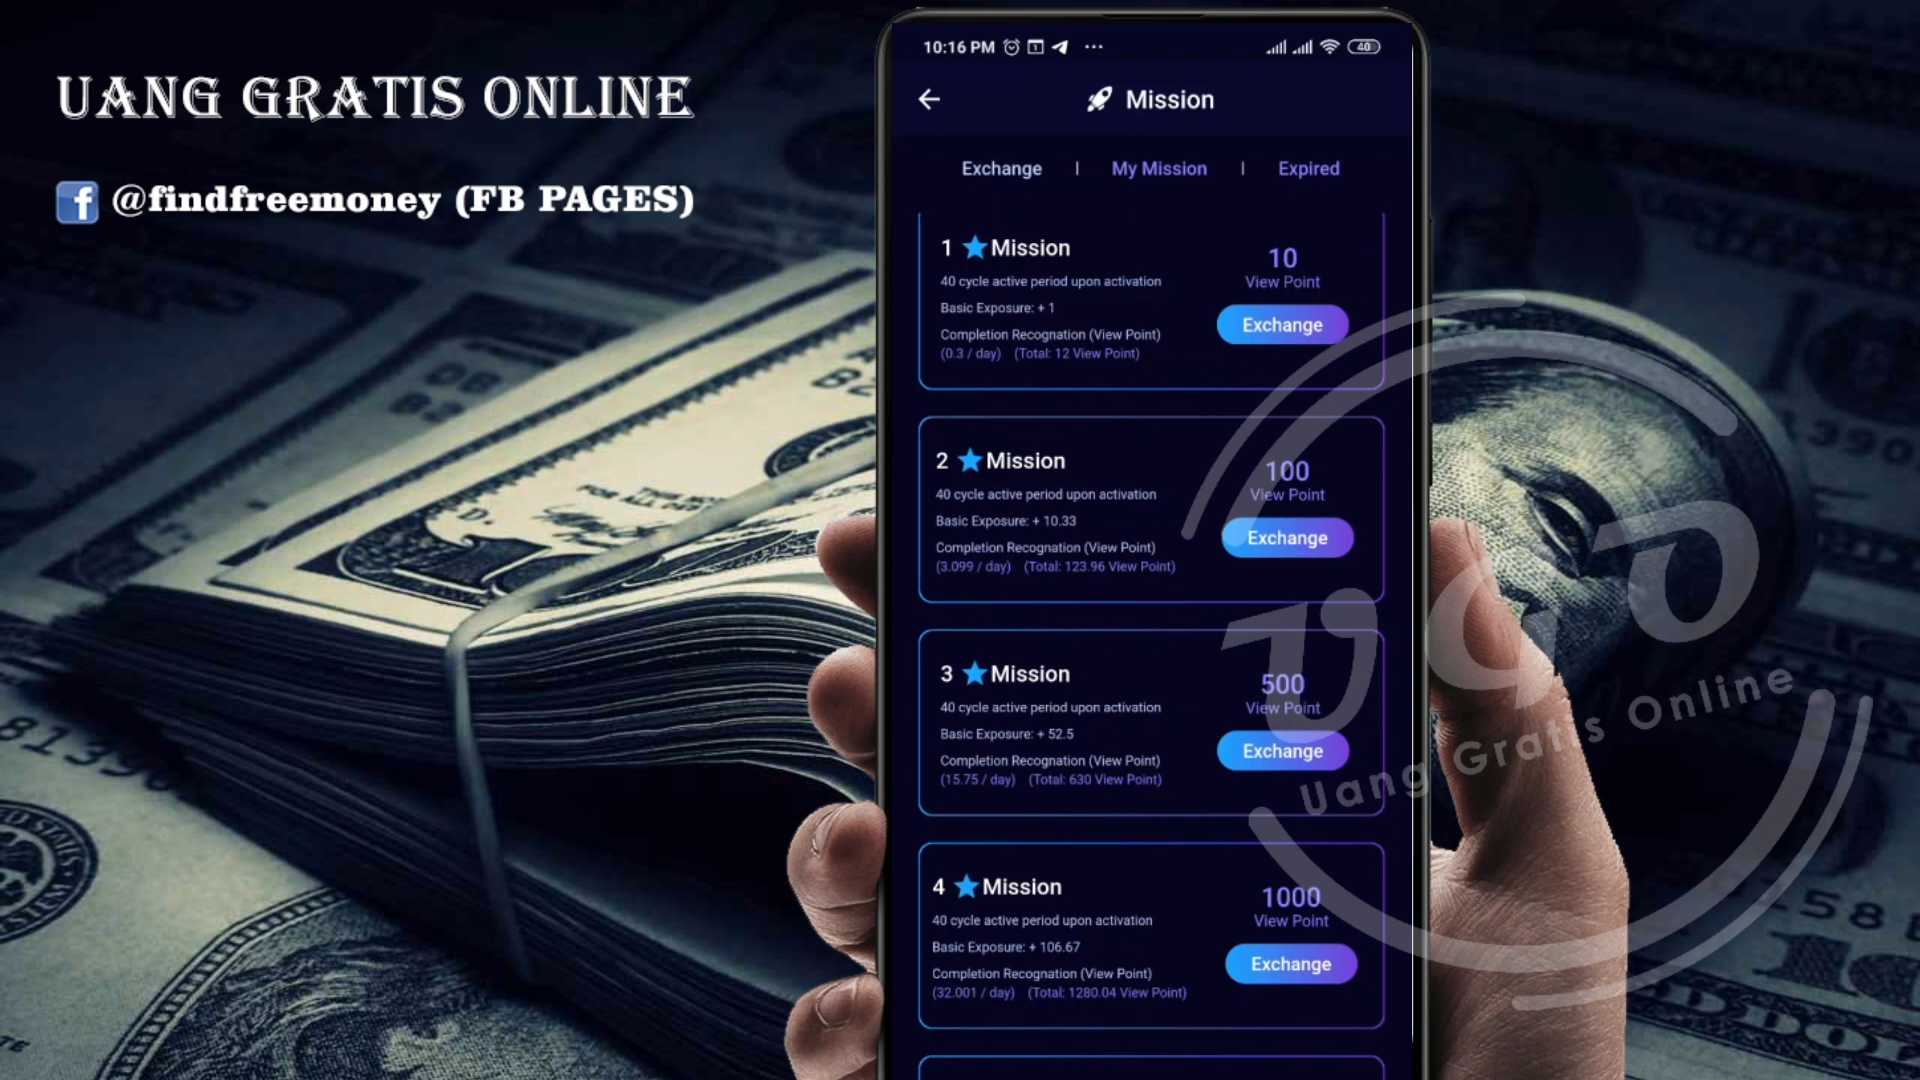 UANG GRATIS ONLINE
@findfreemoney (FB PAGES)
10:16 PM
40
Mission
Exchange | My Mission | Expired
1 Mission
40 cycle active period upon activation
Basic Exposure: + 1
Completion Recognation (View Point)
(0.3 / day) (Total: 12 View Point)
10
View Point
Exchange
2 Mission
40 cycle active period upon activation
Basic Exposure: + 10.33
Completion Recognation (View Point)
(3.099 / day) (Total: 123.96 View Point)
100
View Point
Exchange
3 Mission
40 cycle active period upon activation
Basic Exposure: + 52.5
Completion Recognation (View Point)
(15.75 / day) (Total: 630 View Point)
500
View Point
Exchange
4 Mission
40 cycle active period upon activation
Basic Exposure: + 106.67
Completion Recognation (View Point)
(32.001 / day) (Total: 1280.04 View Point)
1000
View Point
Exchange
UGO
Uang Gratis Online